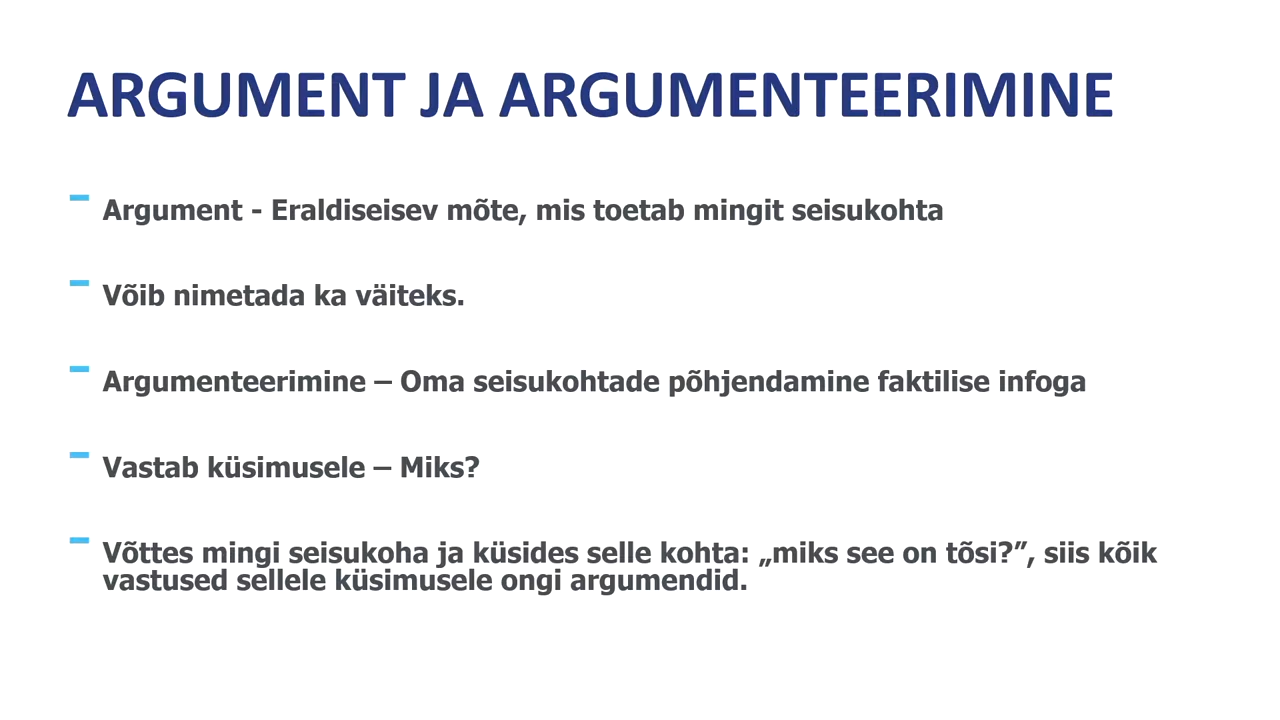 ARGUMENT JA ARGUMENTEERIMINE
- Argument - Eraldiseisev mõte, mis toetab mingit seisukohta
- Võib nimetada ka väiteks.
- Argumenteerimine – Oma seisukohtade põhjendamine faktilise infoga
- Vastab küsimusele – Miks?
- Võttes mingi seisukoha ja küsides selle kohta: „miks see on tõsi?”, siis kõik
vastused sellele küsimusele ongi argumendid.